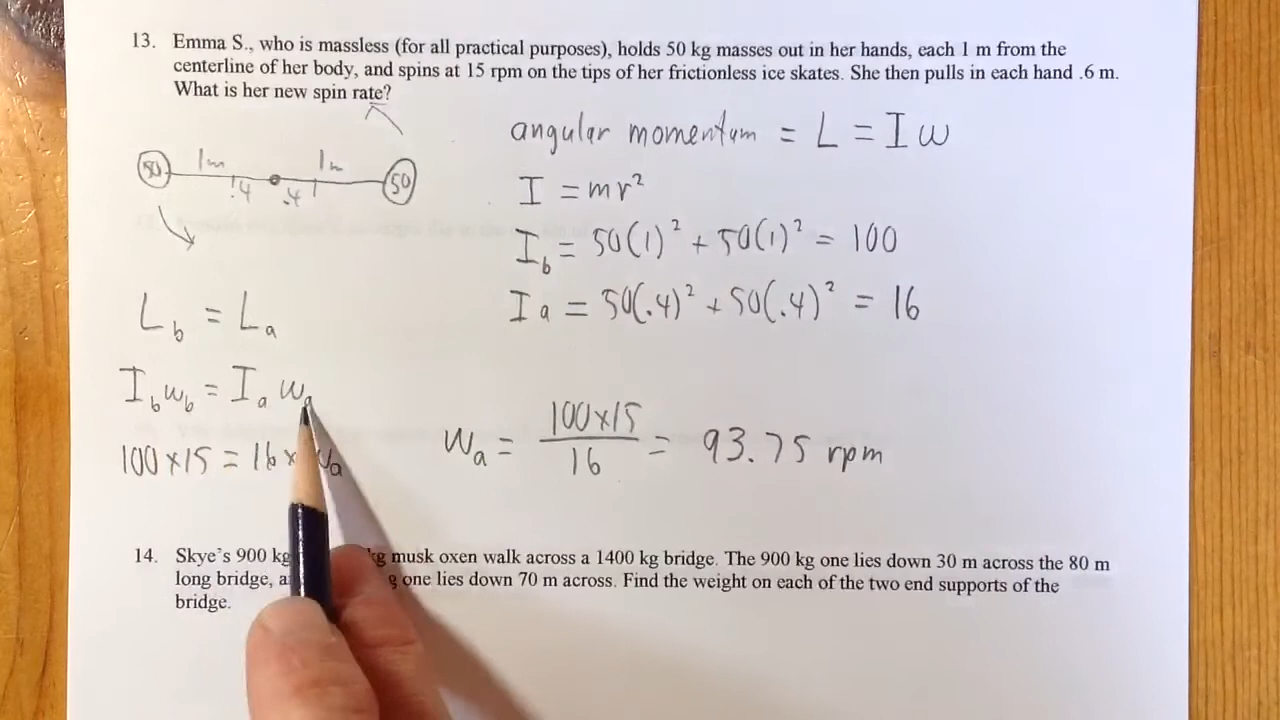 13. Emma S., who is massless (for all practical purposes), holds 50 kg masses out in her hands, each 1 m from the
centerline of her body, and spins at 15 rpm on the tips of her frictionless ice skates. She then pulls in each hand .6 m.
What is her new spin rate?
angular momentum = L = I ω
50 1m 1m 50
.4 .4
I = mr²
I_b = 50(1)² + 50(1)² = 100
I_a = 50(.4)² + 50(.4)² = 16
L_b = L_a
I_b ω_b = I_a ω_a
100×15 = 16× ω_a
ω_a = 100×15 / 16 = 93.75 rpm
14. Skye's 900 kg kg musk oxen walk across a 1400 kg bridge. The 900 kg one lies down 30 m across the 80 m
long bridge, one lies down 70 m across. Find the weight on each of the two end supports of the
bridge.